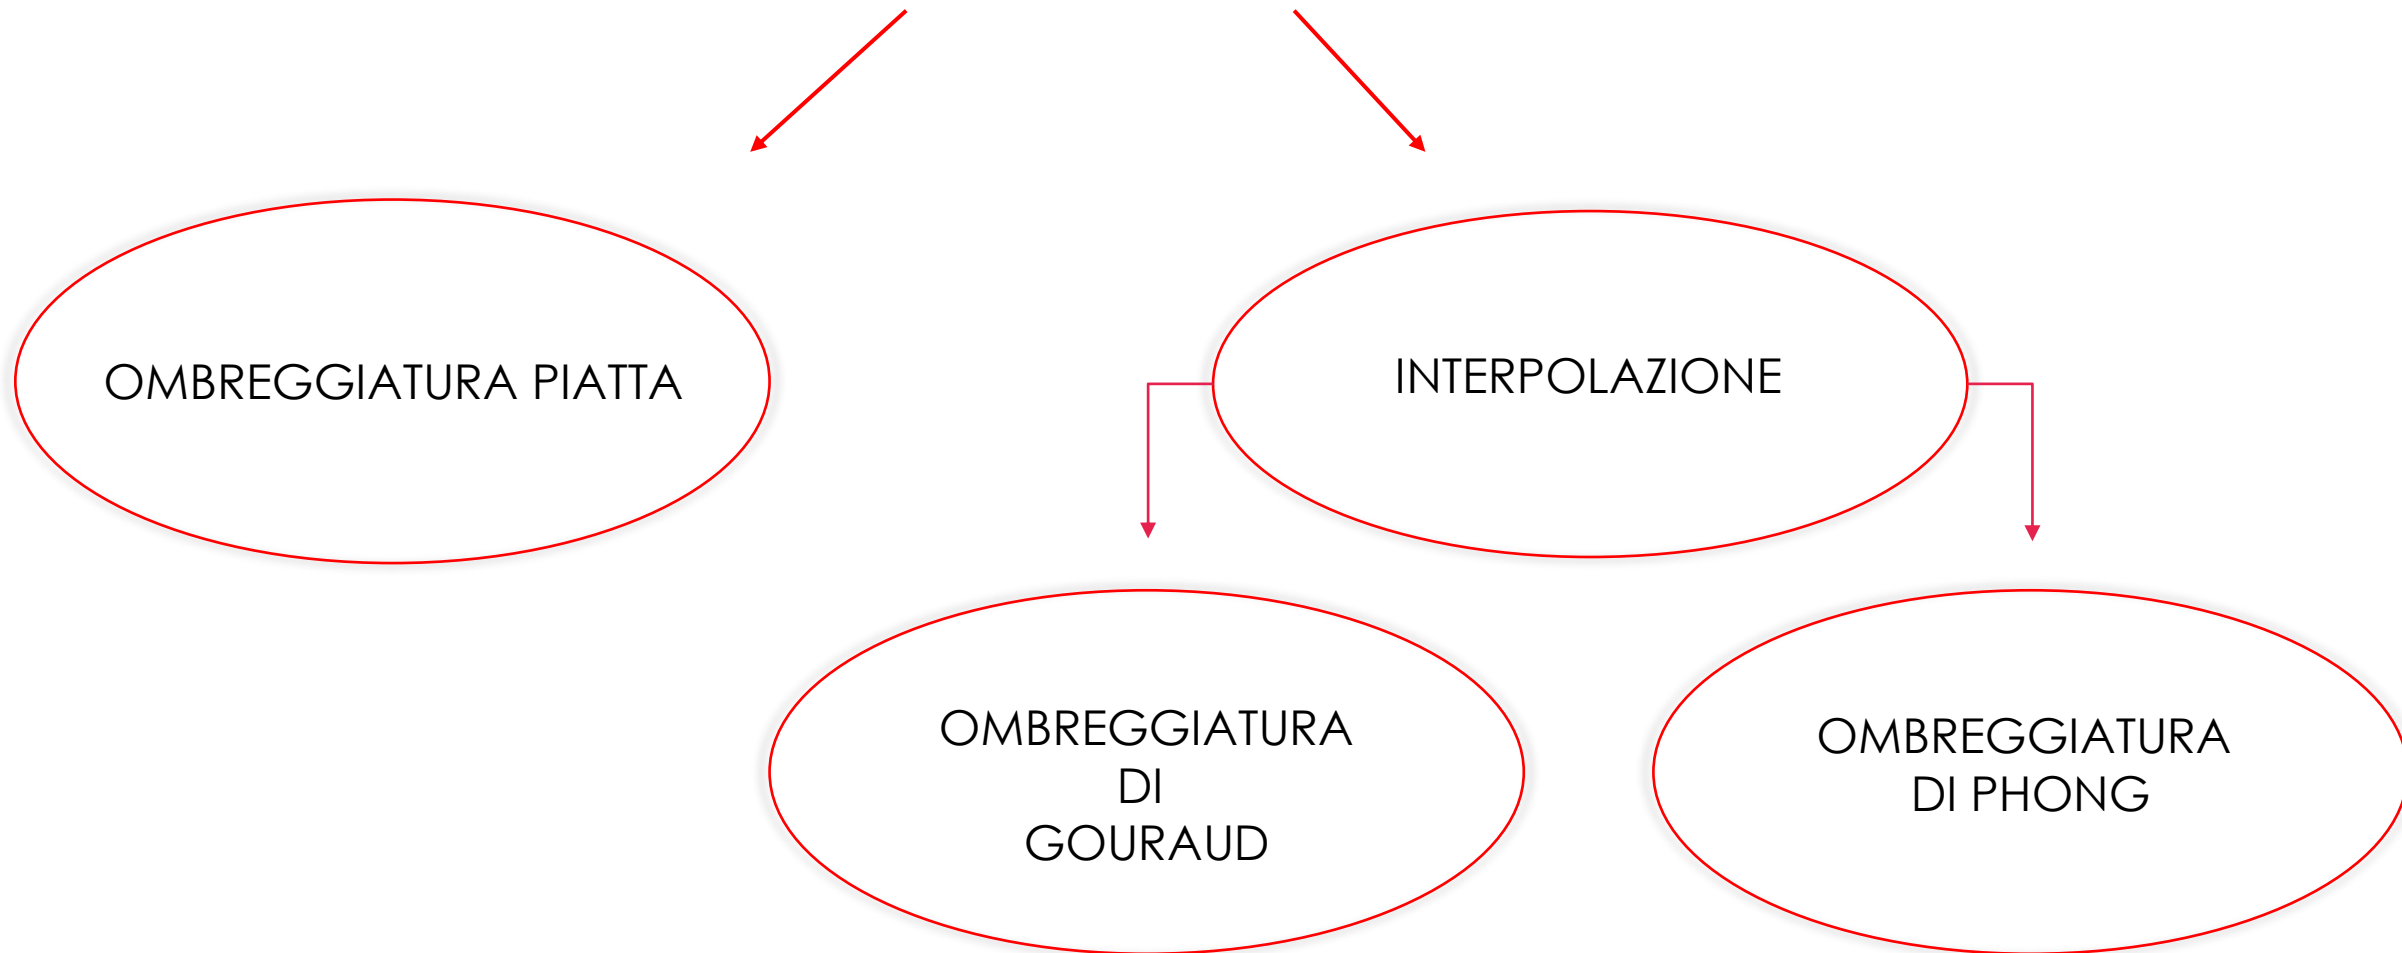 OMBREGGIATURA PIATTA
INTERPOLAZIONE
OMBREGGIATURA
DI
GOURAUD
OMBREGGIATURA
DI PHONG